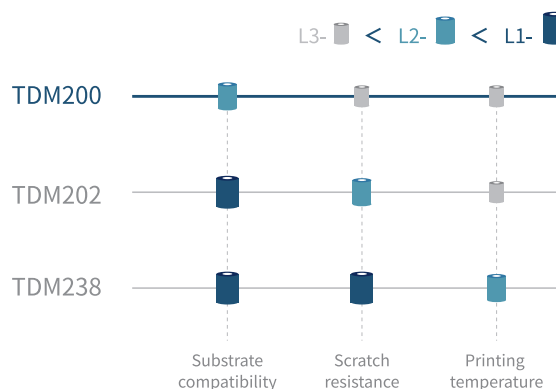 L3- < L2- < L1-
TDM200
TDM202
TDM238
Substrate
compatibility
Scratch
resistance
Printing
temperature